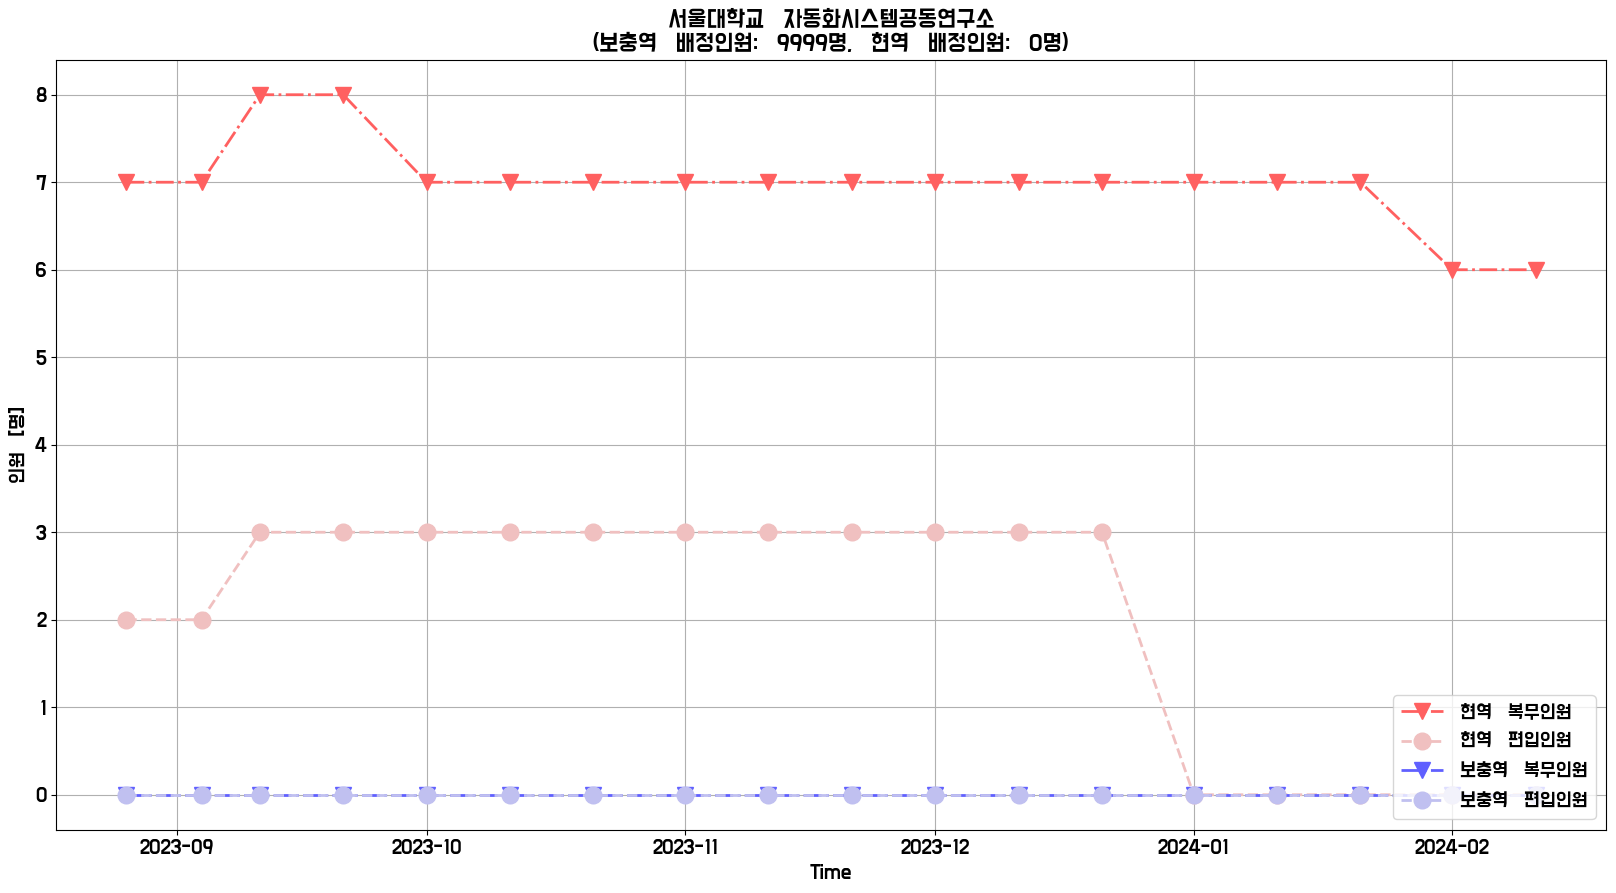 서울대학교 자동화시스템공동연구소
(보충역 배정인원: 9999명, 현역 배정인원: 0명)
8
7
6
5
4
3
2
1
0
인원 [명]
현역 복무인원
현역 편입인원
보충역 복무인원
보충역 편입인원
2023-09 2023-10 2023-11 2023-12 2024-01 2024-02
Time